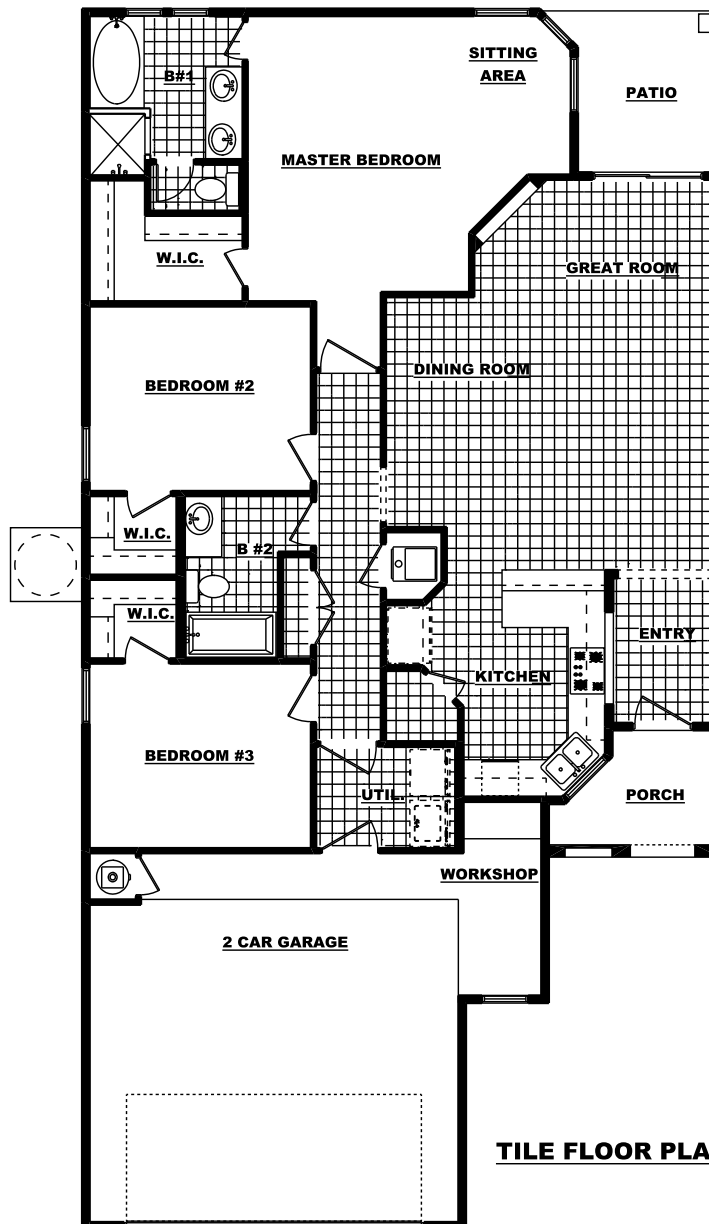 B#1
SITTING
AREA
PATIO
MASTER BEDROOM
W.I.C.
GREAT ROOM
DINING ROOM
BEDROOM #2
W.I.C.
B #2
W.I.C.
ENTRY
KITCHEN
BEDROOM #3
UTIL.
PORCH
WORKSHOP
2 CAR GARAGE
TILE FLOOR PLA